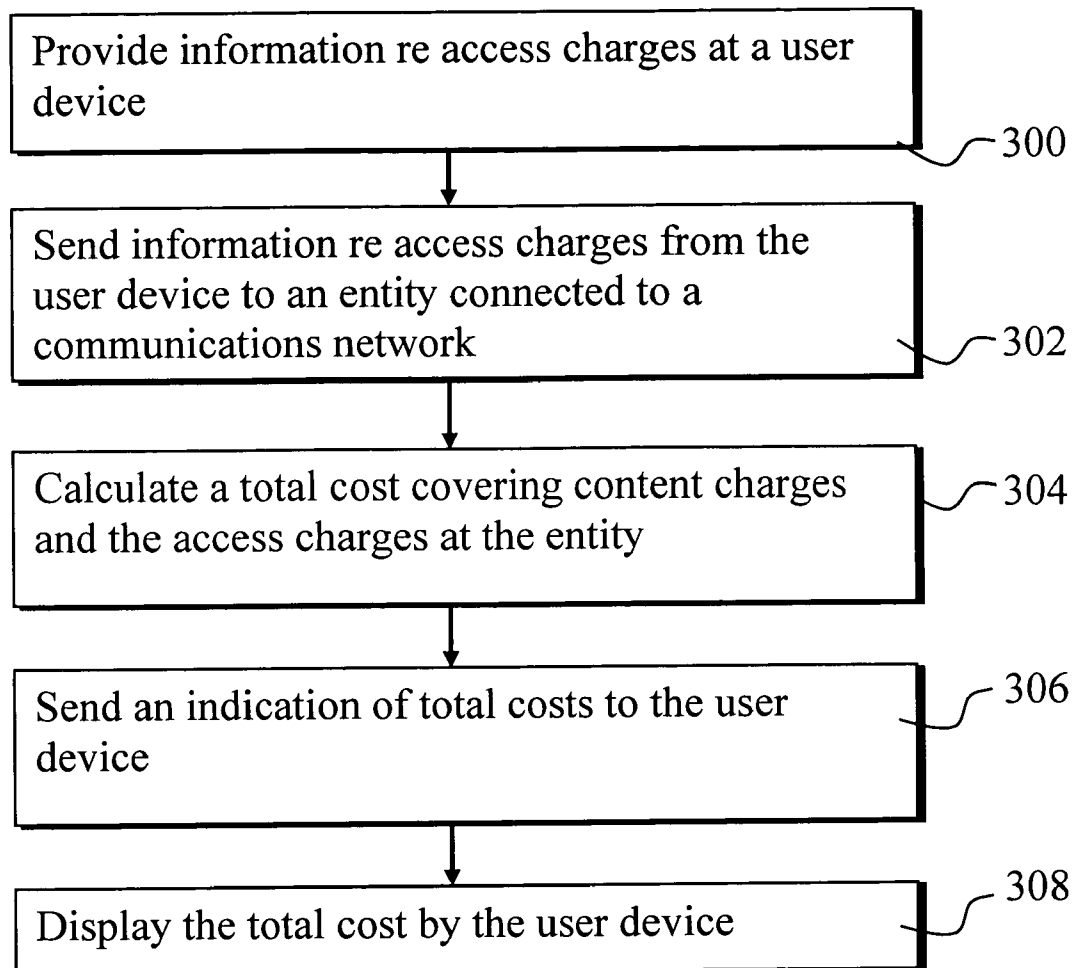 Provide information re access charges at a user
device
300
Send information re access charges from the
user device to an entity connected to a
communications network
302
Calculate a total cost covering content charges
and the access charges at the entity
304
Send an indication of total costs to the user
device
306
Display the total cost by the user device
308